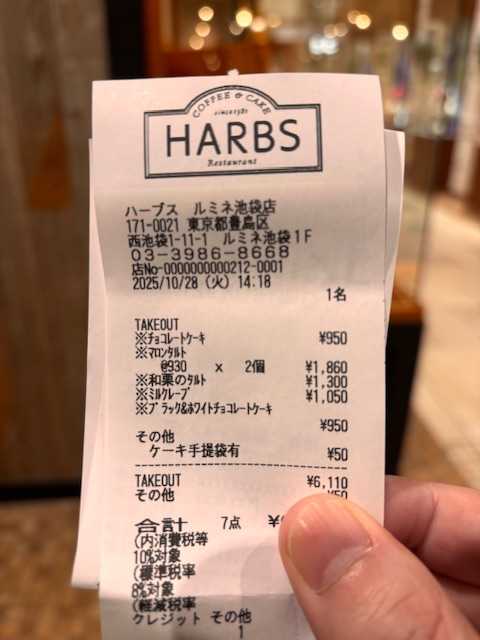 COFFEE & CAKE
since 1981
HARBS
Restaurant
ハーブス ルミネ池袋店
171-0021 東京都豊島区
西池袋1-11-1 ルミネ池袋1F
03-3986-8668
店No-0000000000212-0001
2025/10/28(火) 14:18
1名
TAKEOUT
※チョコレートケーキ ¥950
※マロンタルト
@930 x 2個 ¥1,860
※和栗のタルト ¥1,300
※ミルクレープ ¥1,050
※ブラック&ホワイトチョコレートケーキ
¥950
その他
ケーキ手提袋有 ¥50
TAKEOUT ¥6,110
その他 ¥50
合計 7点
(内消費税等
10%対象
(標準税率
8%対象
(軽減税率
クレジット その他
1